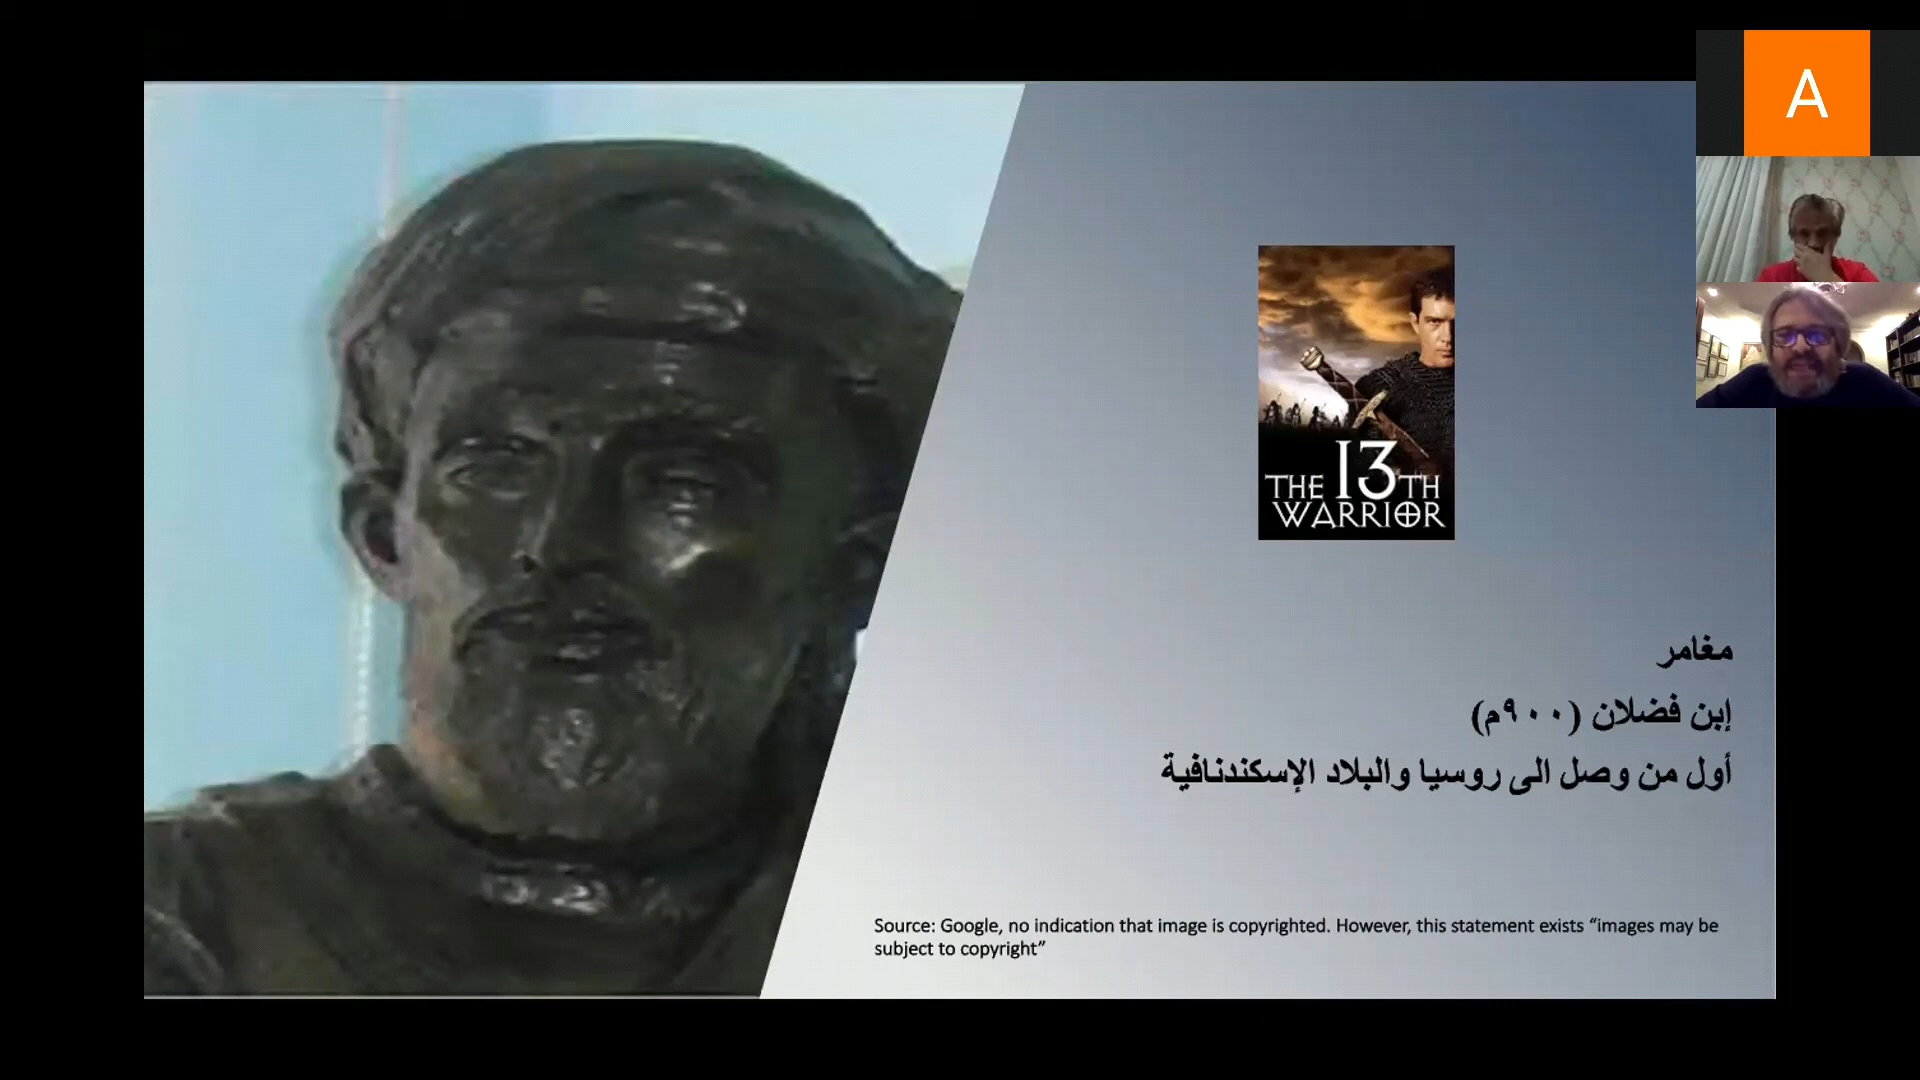 A
THE 13TH
WARRIOR
مغامر
إبن فضلان (٩٠٠م)
أول من وصل الى روسيا والبلاد الإسكندنافية
Source: Google, no indication that image is copyrighted. However, this statement exists “images may be
subject to copyright”